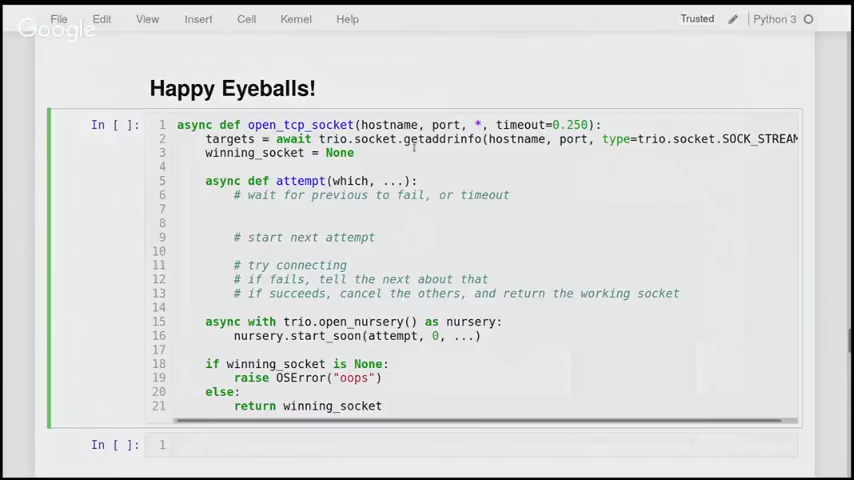 File Edit View Insert Cell Kernel Help Trusted Python 3
Google
Happy Eyeballs!
In [ ]:
1 async def open_tcp_socket(hostname, port, *, timeout=0.250):
2 targets = await trio.socket.getaddrinfo(hostname, port, type=trio.socket.SOCK_STREAM
3 winning_socket = None
4
5 async def attempt(which, ...):
6 # wait for previous to fail, or timeout
7
8
9 # start next attempt
10
11 # try connecting
12 # if fails, tell the next about that
13 # if succeeds, cancel the others, and return the working socket
14
15 async with trio.open_nursery() as nursery:
16 nursery.start_soon(attempt, 0, ...)
17
18 if winning_socket is None:
19 raise OSError("oops")
20 else:
21 return winning_socket
In [ ]: 1